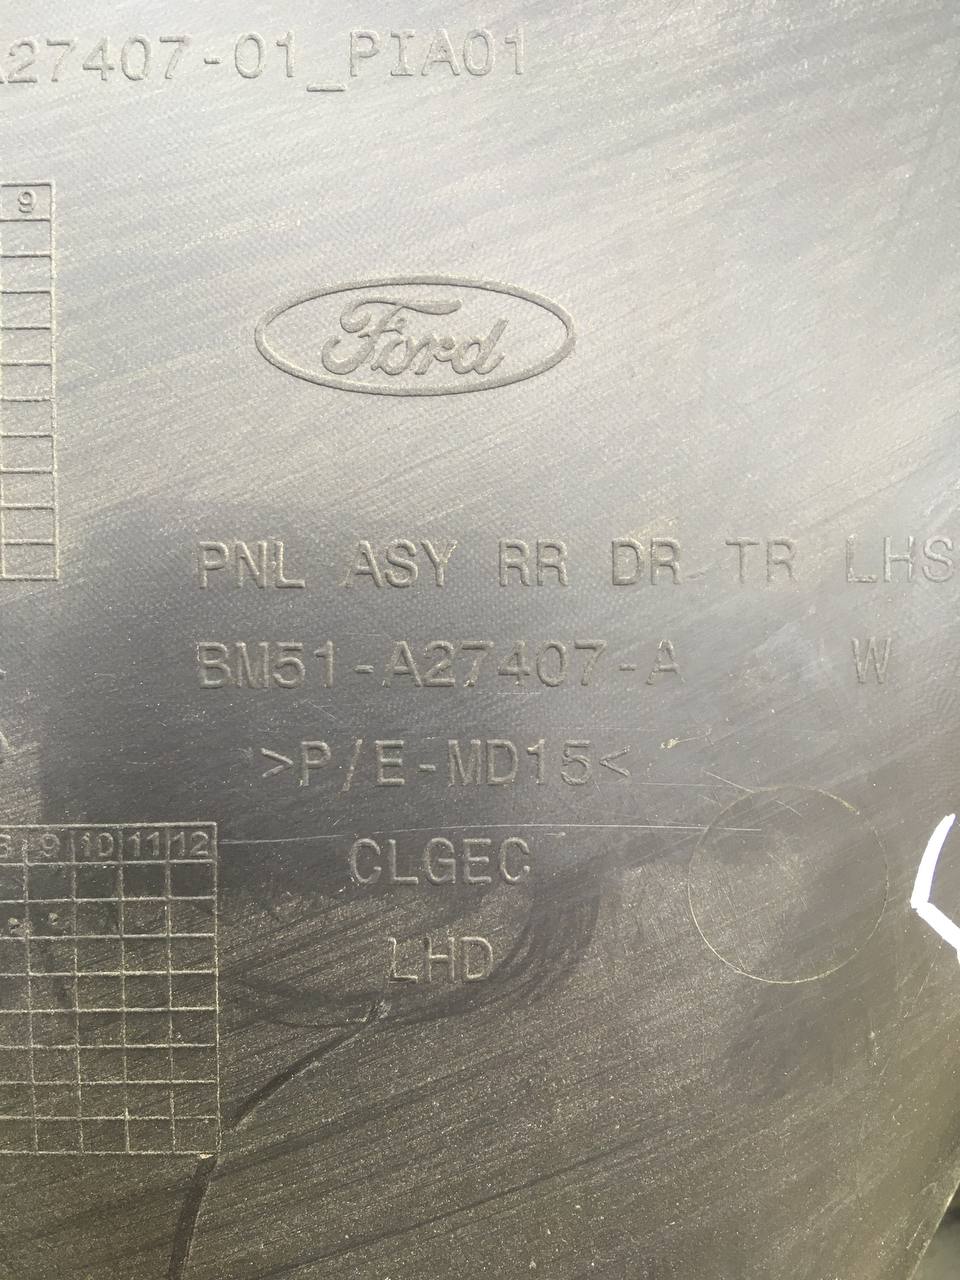 A27407-01_PIA01
9
Ford
PNL ASY RR DR TR LHS
BM51-A27407-A W
>P/E-MD15<
8 9 10 11 12
CLGEC
LHD